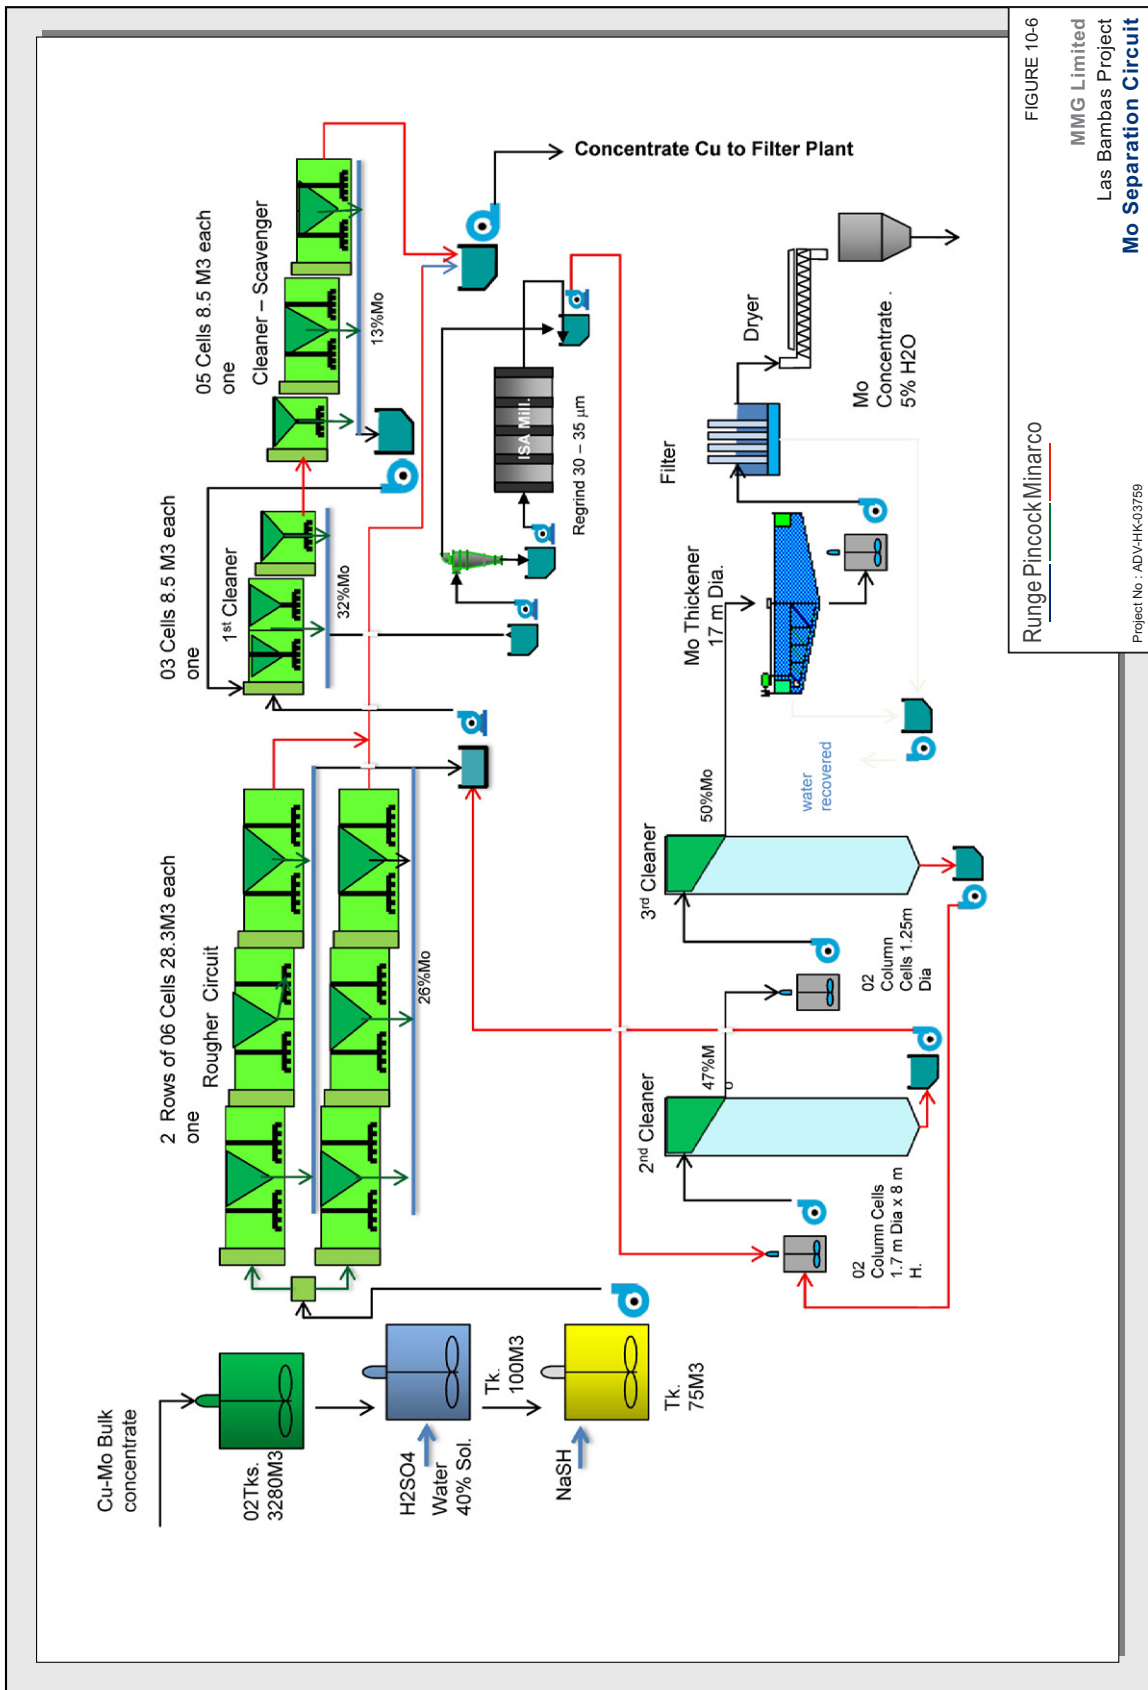 Cu-Mo Bulk
concentrate
02Tks.
3280M3
H2SO4
Water
40% Sol.
Tk.
100M3
NaSH
Tk.
75M3
2 Rows of 06 Cells 28.3M3 each
one
Rougher Circuit
26%Mo
03 Cells 8.5 M3 each
one
1st Cleaner
32%Mo
05 Cells 8.5 M3 each
one
Cleaner – Scavenger
13%Mo
Concentrate Cu to Filter Plant
ISA Mill.
Regrind 30 – 35 µm
2nd Cleaner
47%M
o
02
Column Cells
1.7 m Dia x 8 m
H.
3rd Cleaner
50%Mo
02
Column
Cells 1.25m
Dia
Mo Thickener
17 m Dia.
water
recovered
Filter
Dryer
Mo
Concentrate .
5% H2O
RungePincockMinarco
Project No : ADV-HK-03759
FIGURE 10-6
MMG Limited
Las Bambas Project
Mo Separation Circuit